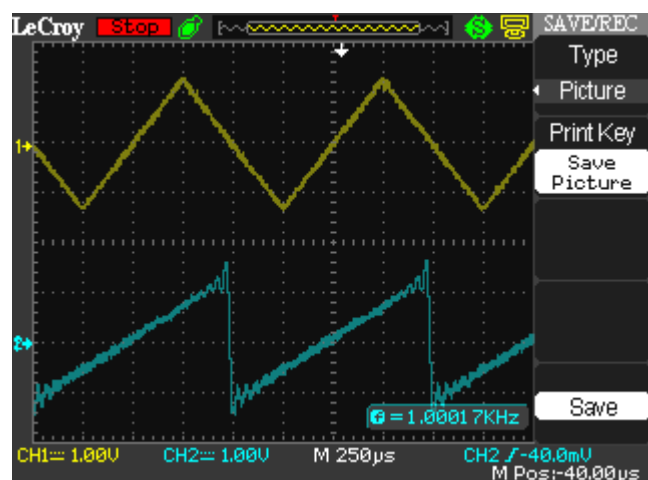 LeCroy Stop S SAVE/REC
Type
Picture
Print Key
Save
Picture
1
2
f =1.00017KHz
Save
CH1 1.00V CH2 1.00V M 250µs CH2 -40.0mV
M Pos:-40.00µs